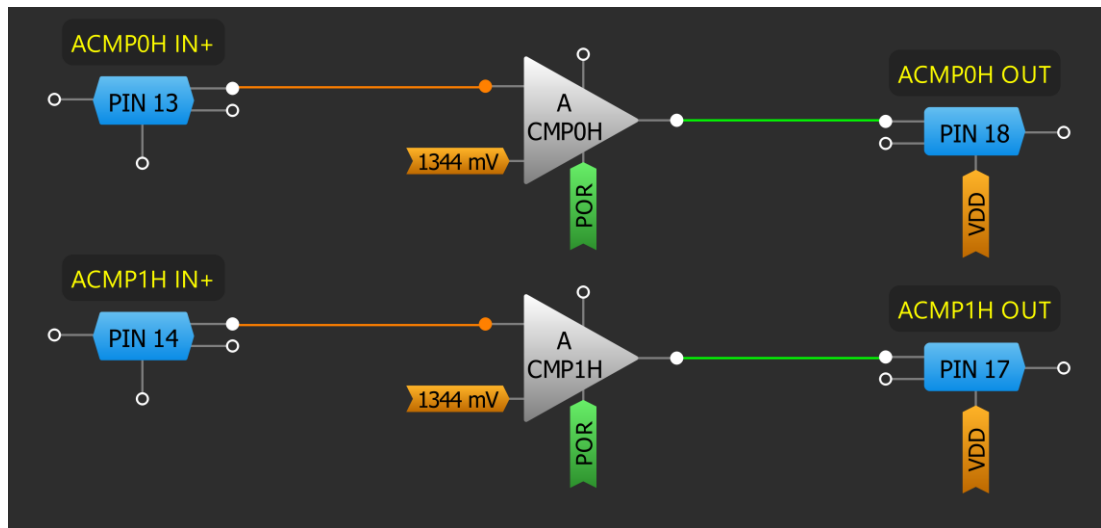 ACMP0H IN+
PIN 13
A
CMP0H
1344 mV
POR
ACMP0H OUT
PIN 18
VDD
ACMP1H IN+
PIN 14
A
CMP1H
1344 mV
POR
ACMP1H OUT
PIN 17
VDD